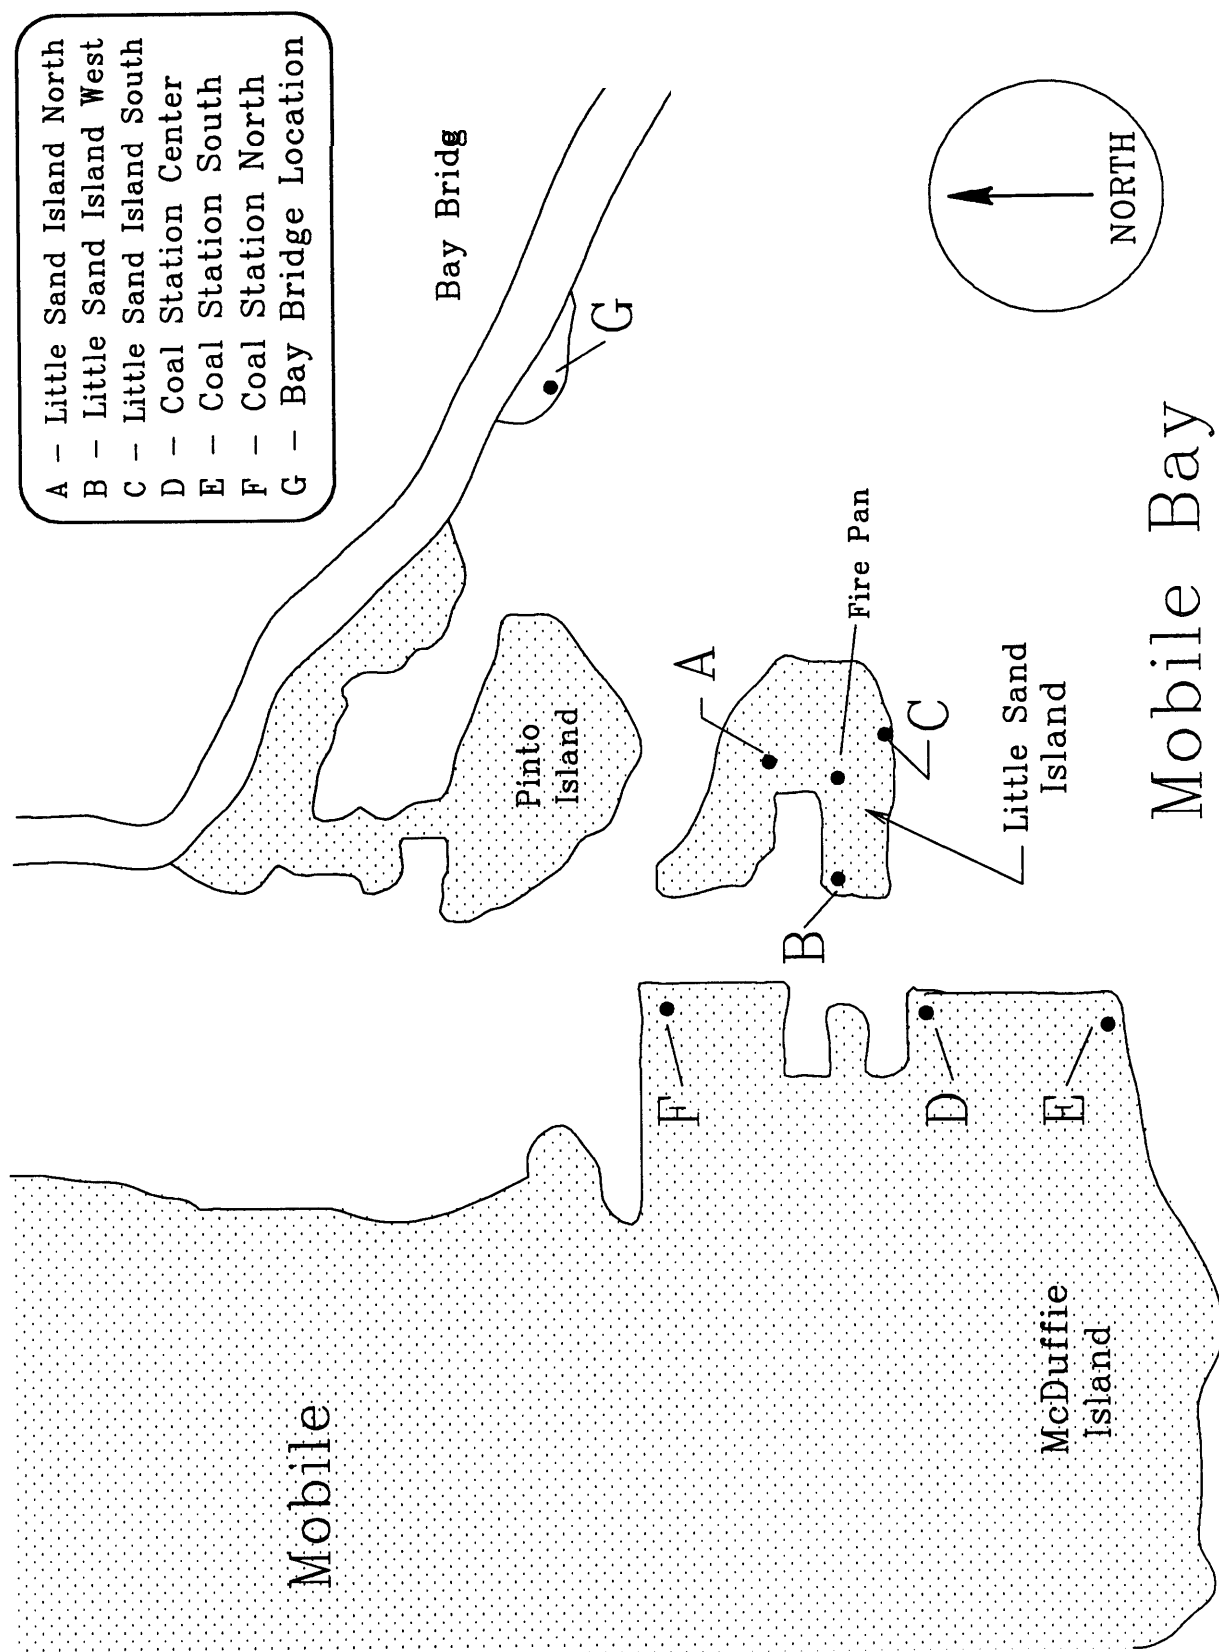 A - Little Sand Island North
B - Little Sand Island West
C - Little Sand Island South
D - Coal Station Center
E - Coal Station South
F - Coal Station North
G - Bay Bridge Location
Bay Bridg
G
NORTH
Mobile
Pinto
Island
A
Fire Pan
B
C
Little Sand
Island
F
D
E
McDuffie
Island
Mobile Bay